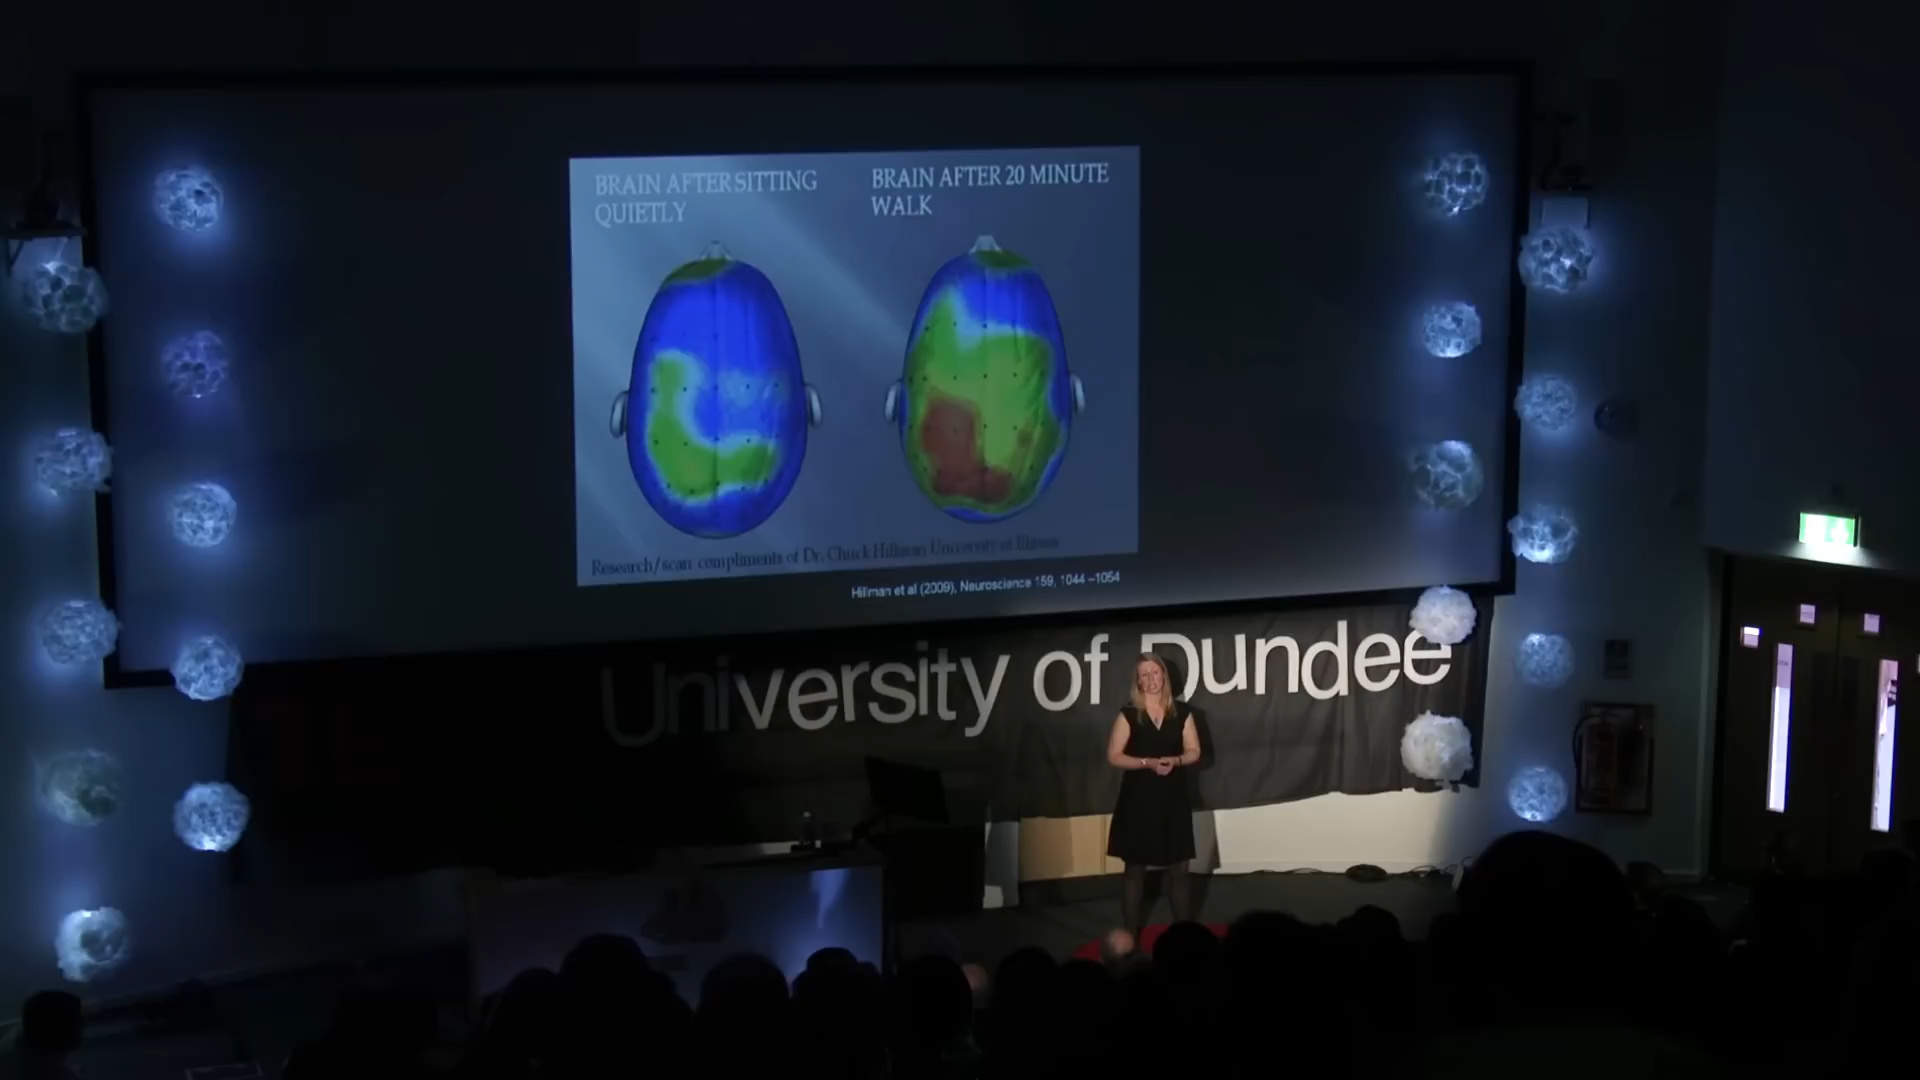 BRAIN AFTER SITTING
QUIETLY
BRAIN AFTER 20 MINUTE
WALK
Research/scan compliments of Dr. Chuck Hillman University of Illinois
Hillman et al (2009), Neuroscience 159, 1044 –1054
University of Dundee